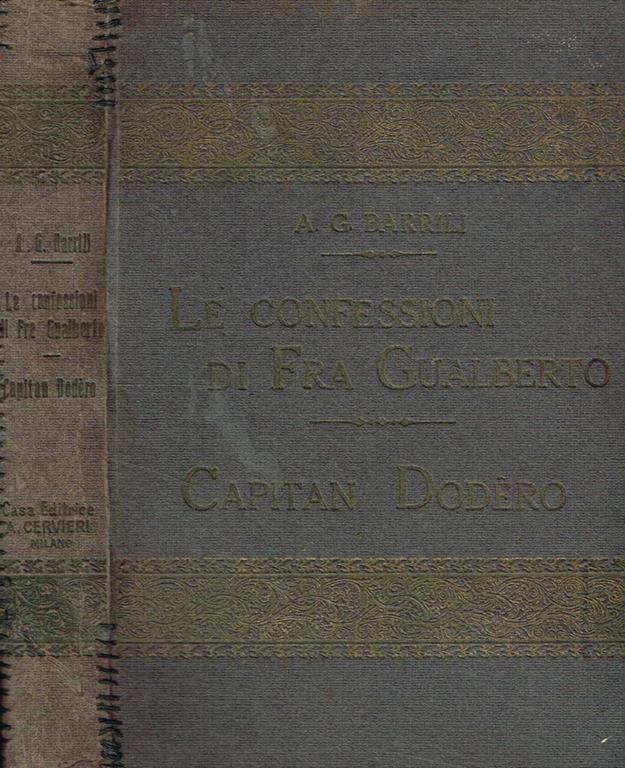 A. G. Barrili
Le confessioni
di Fre Gualberto
Capitan Dodèro
Casa Editrice
A. CERVIERI
MILANO
A. G. BARRILI
LE CONFESSIONI
DI FRA GUALBERTO
CAPITAN DODÈRO